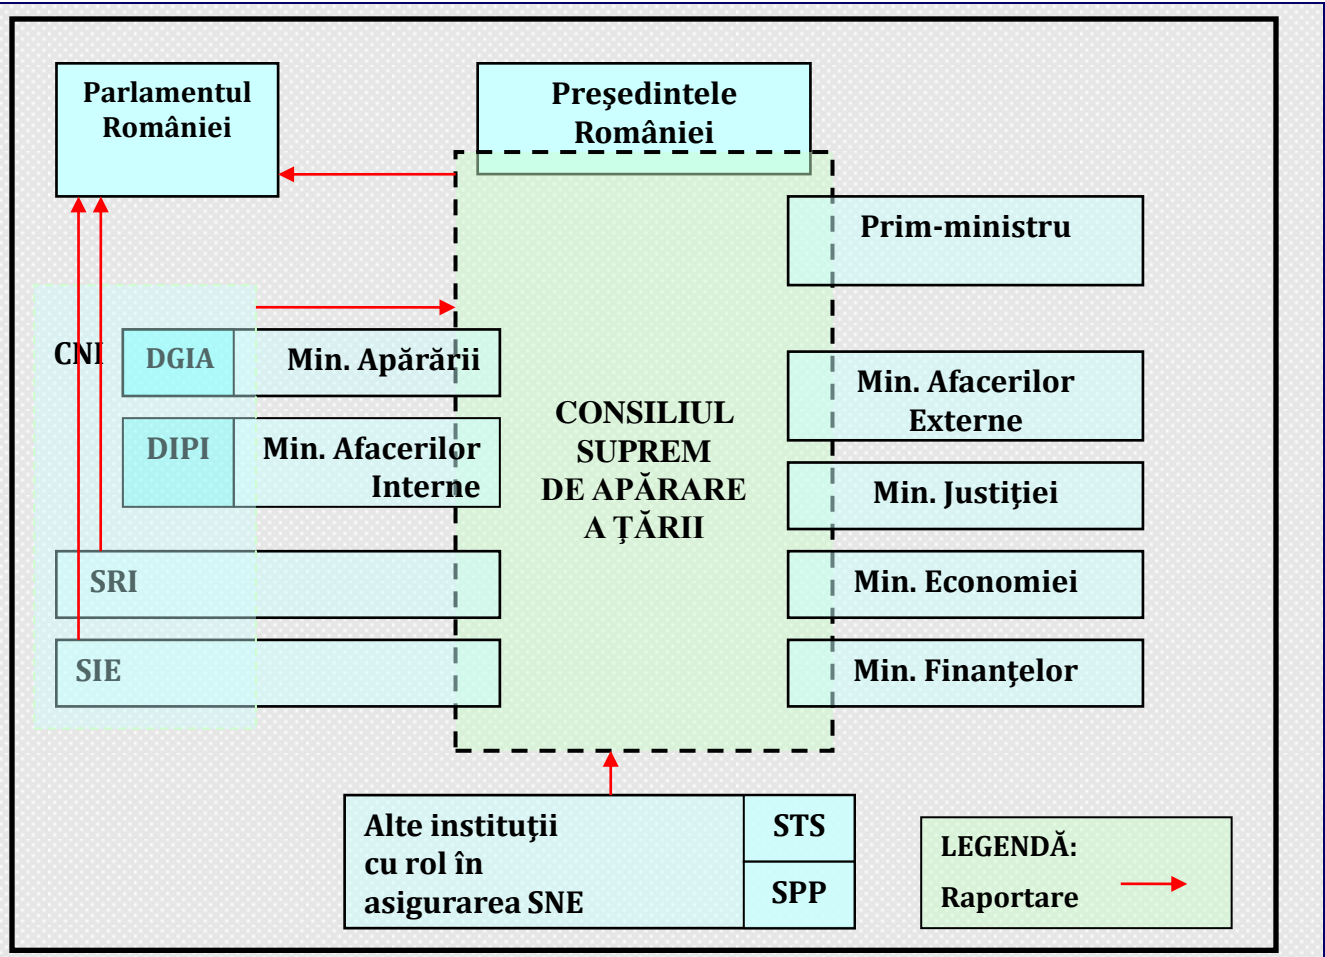 Parlamentul
României
Preşedintele
României
Prim-ministru
CNI
DGIA
Min. Apărării
DIPI
Min. Afacerilor
Interne
SRI
SIE
CONSILIUL
SUPREM
DE APĂRARE
A ŢĂRII
Min. Afacerilor
Externe
Min. Justiţiei
Min. Economiei
Min. Finanţelor
Alte instituţii
cu rol în
asigurarea SNE
STS
SPP
LEGENDĂ:
Raportare